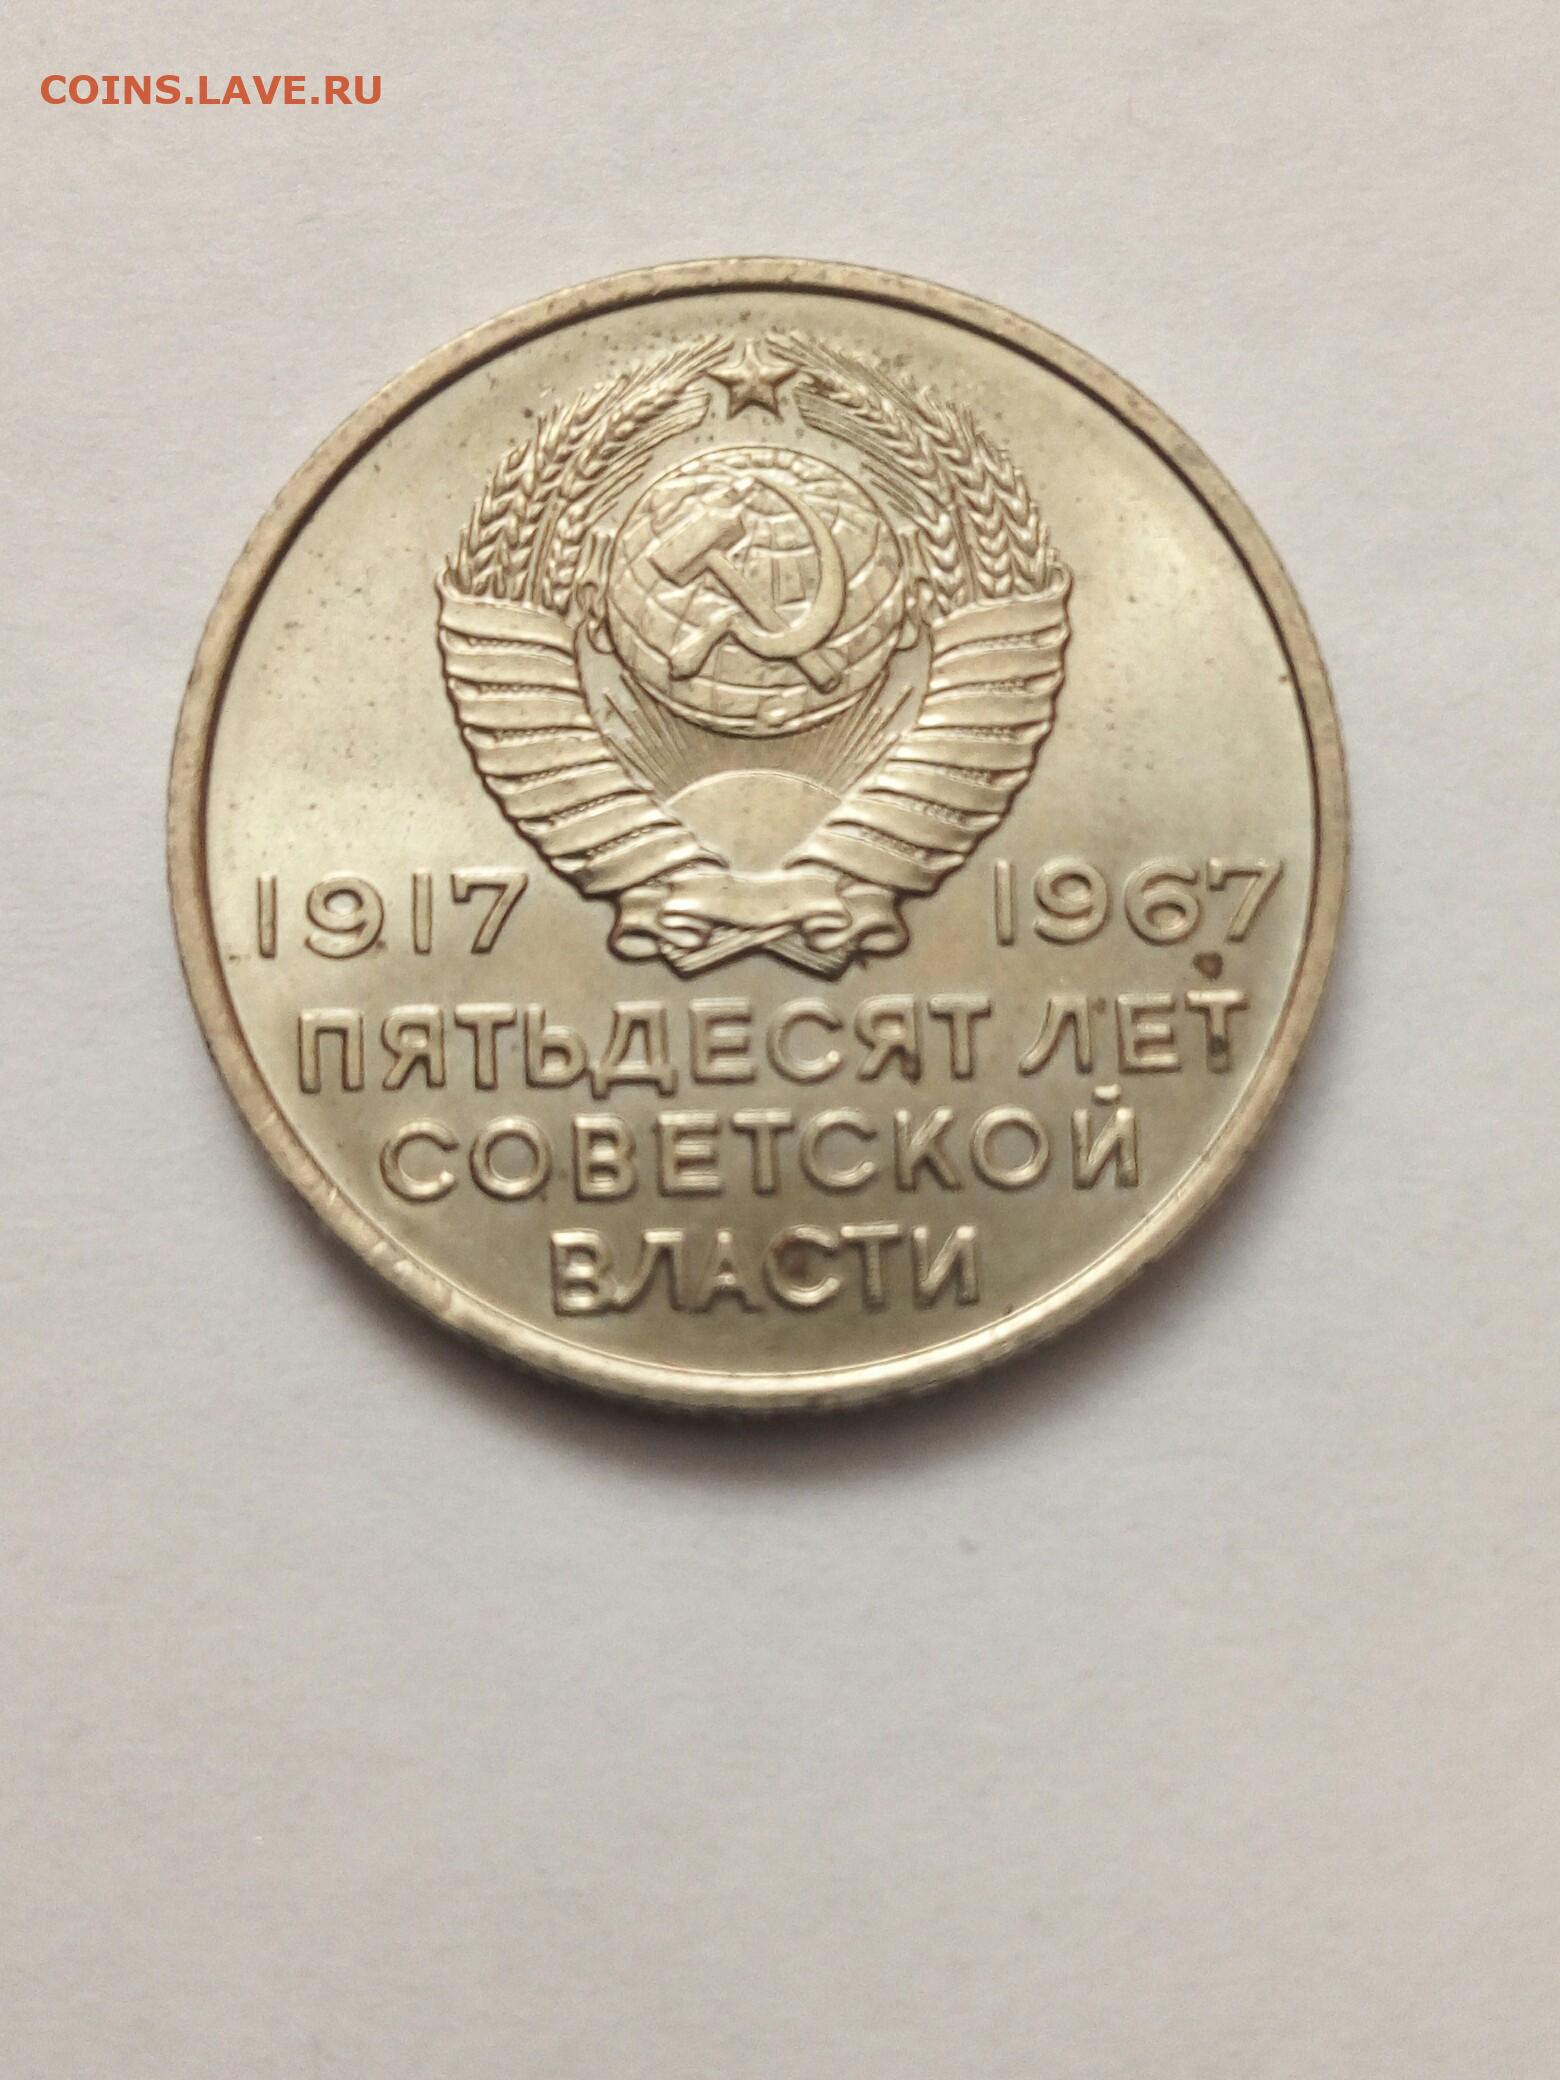 COINS.LAVE.RU
1917 1967
ПЯТЬДЕСЯТ ЛЕТ
СОВЕТСКОЙ
ВЛАСТИ